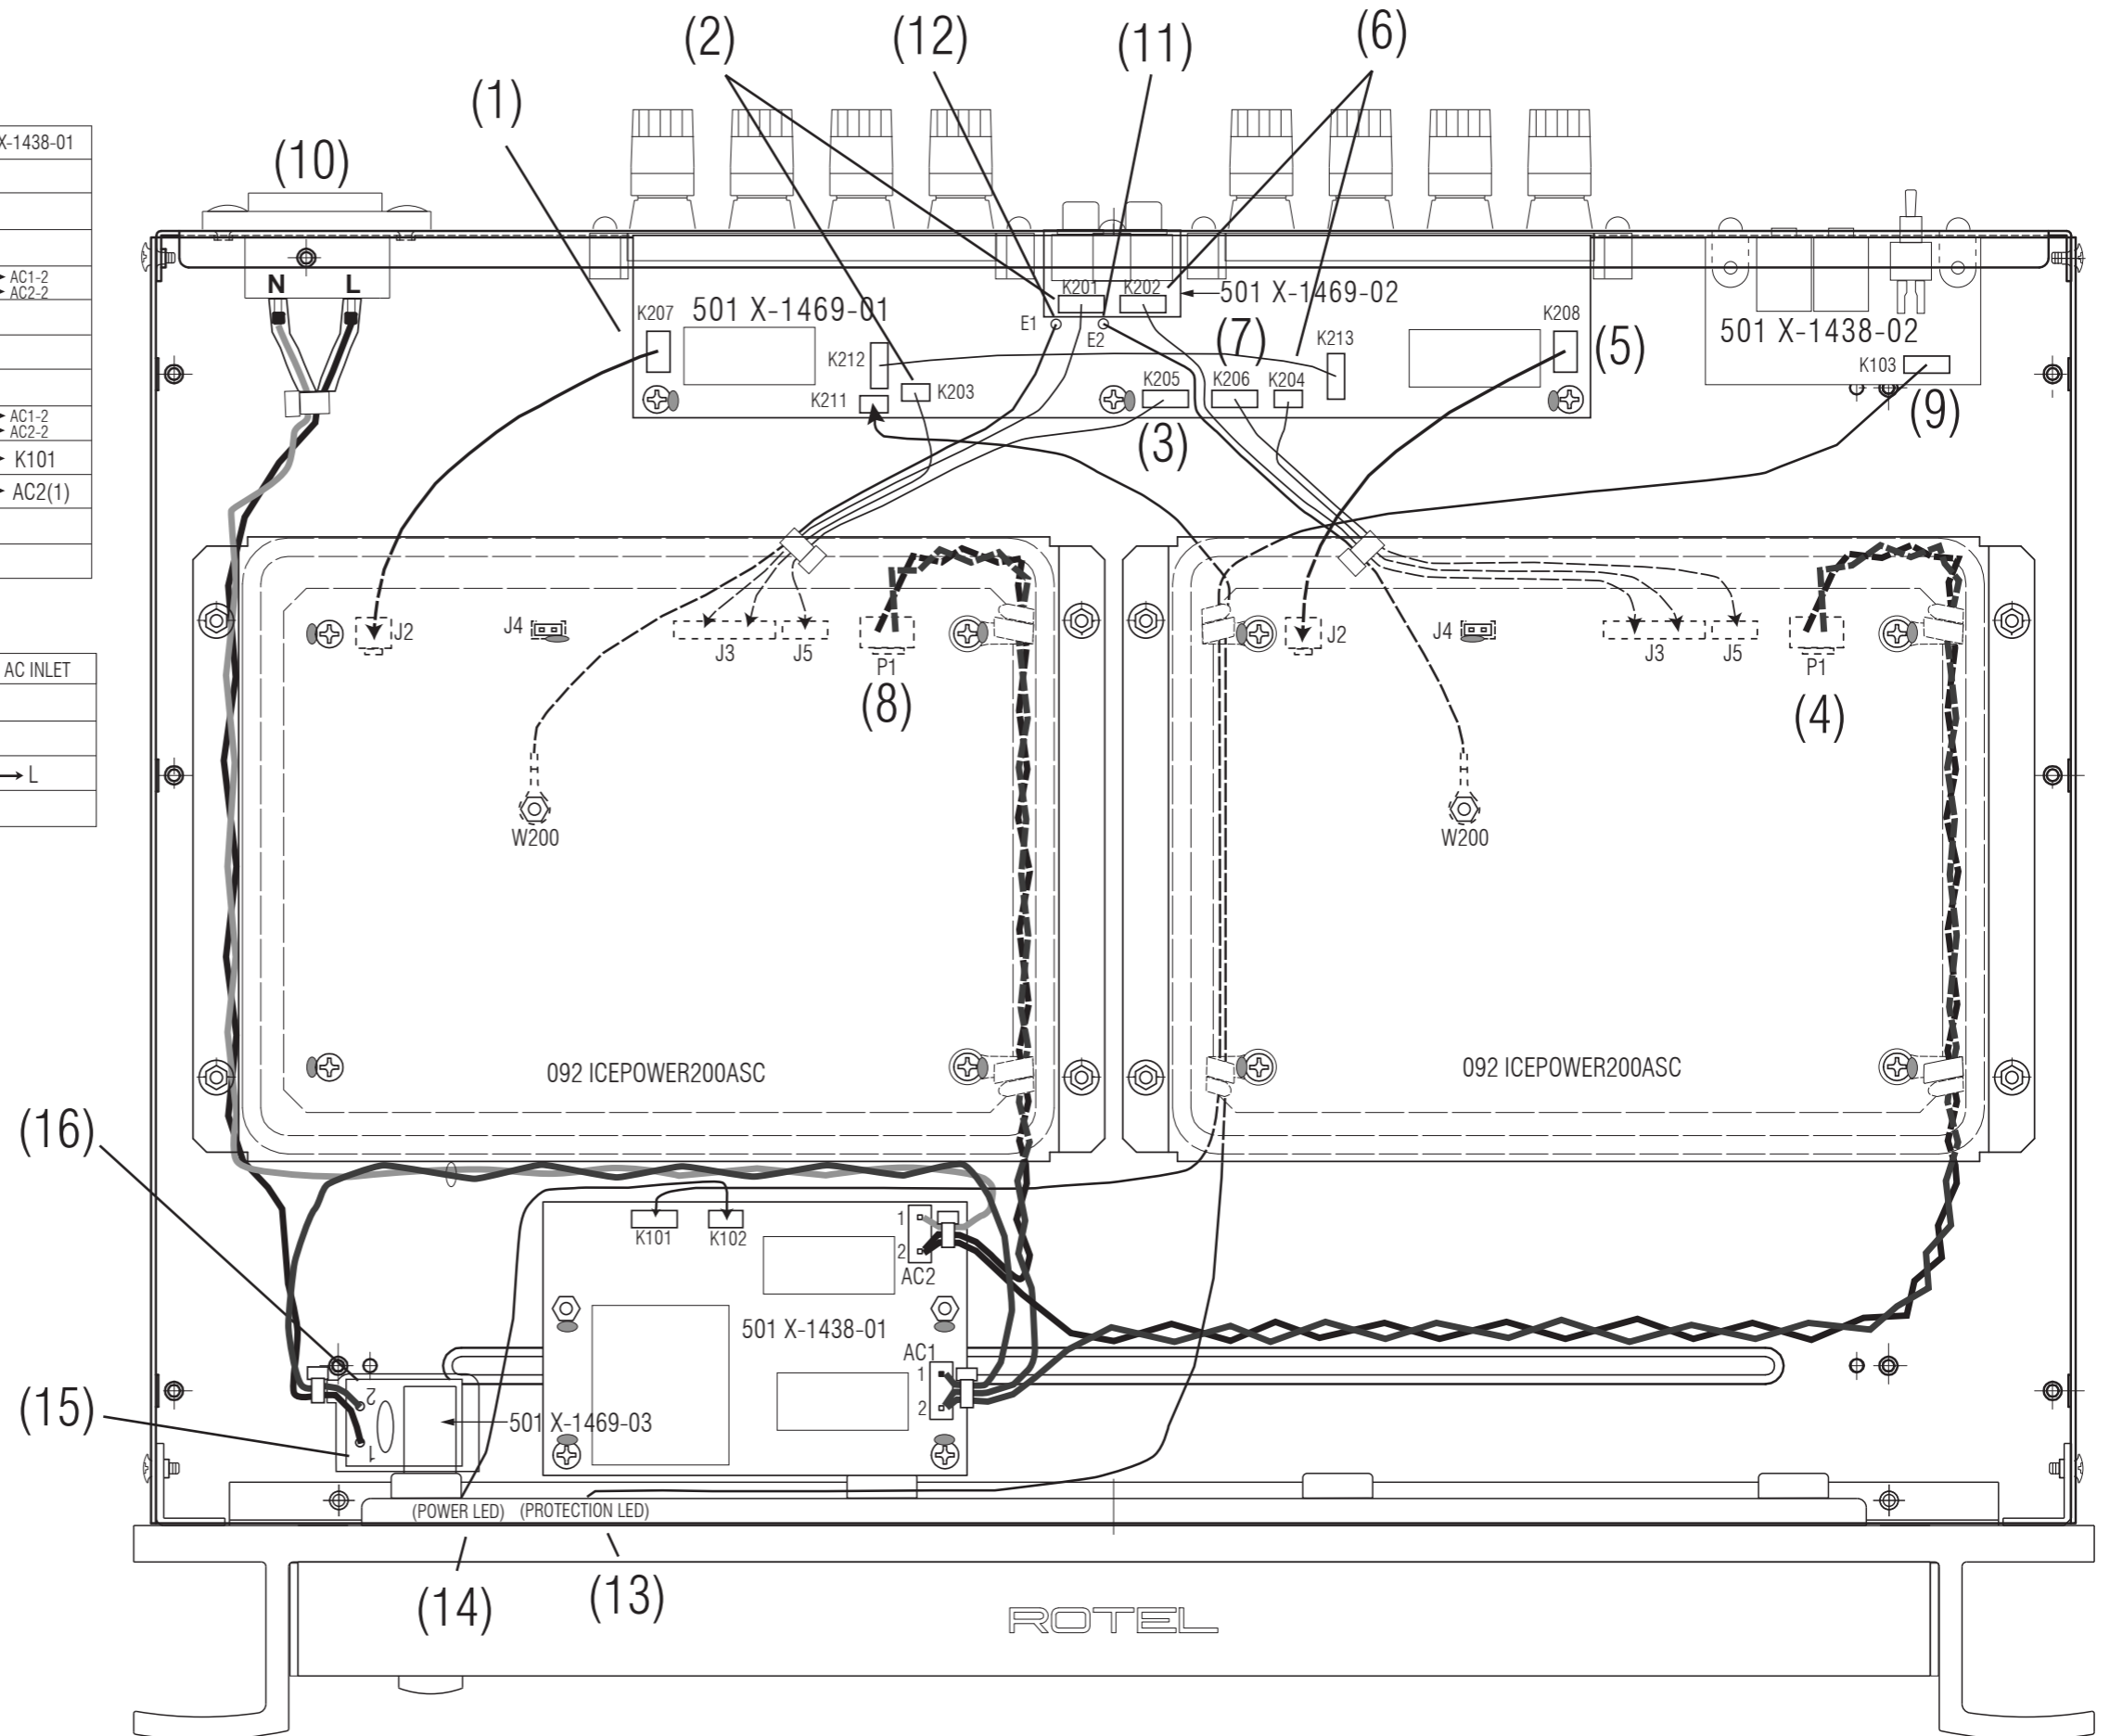 (2)
(12)
(11)
(6)
(1)
X-1438-01
(10)
AC1-2
AC2-2
AC1-2
AC2-2
K101
AC2(1)
AC INLET
L
N L
K207
501 X-1469-01
K201
K202
501 X-1469-02
E1
E2
K212
K203
K211
(7)
K213
K208
(5)
K205
K206
K204
(3)
501 X-1438-02
K103
(9)
J2
J4
J3
J5
P1
(8)
W200
092 ICEPOWER200ASC
J2
J4
J3
J5
P1
(4)
W200
092 ICEPOWER200ASC
(16)
K101
K102
1
2
AC2
501 X-1438-01
AC1
1
2
(15)
2
1
501 X-1469-03
(POWER LED) (PROTECTION LED)
(14)
(13)
ROTEL